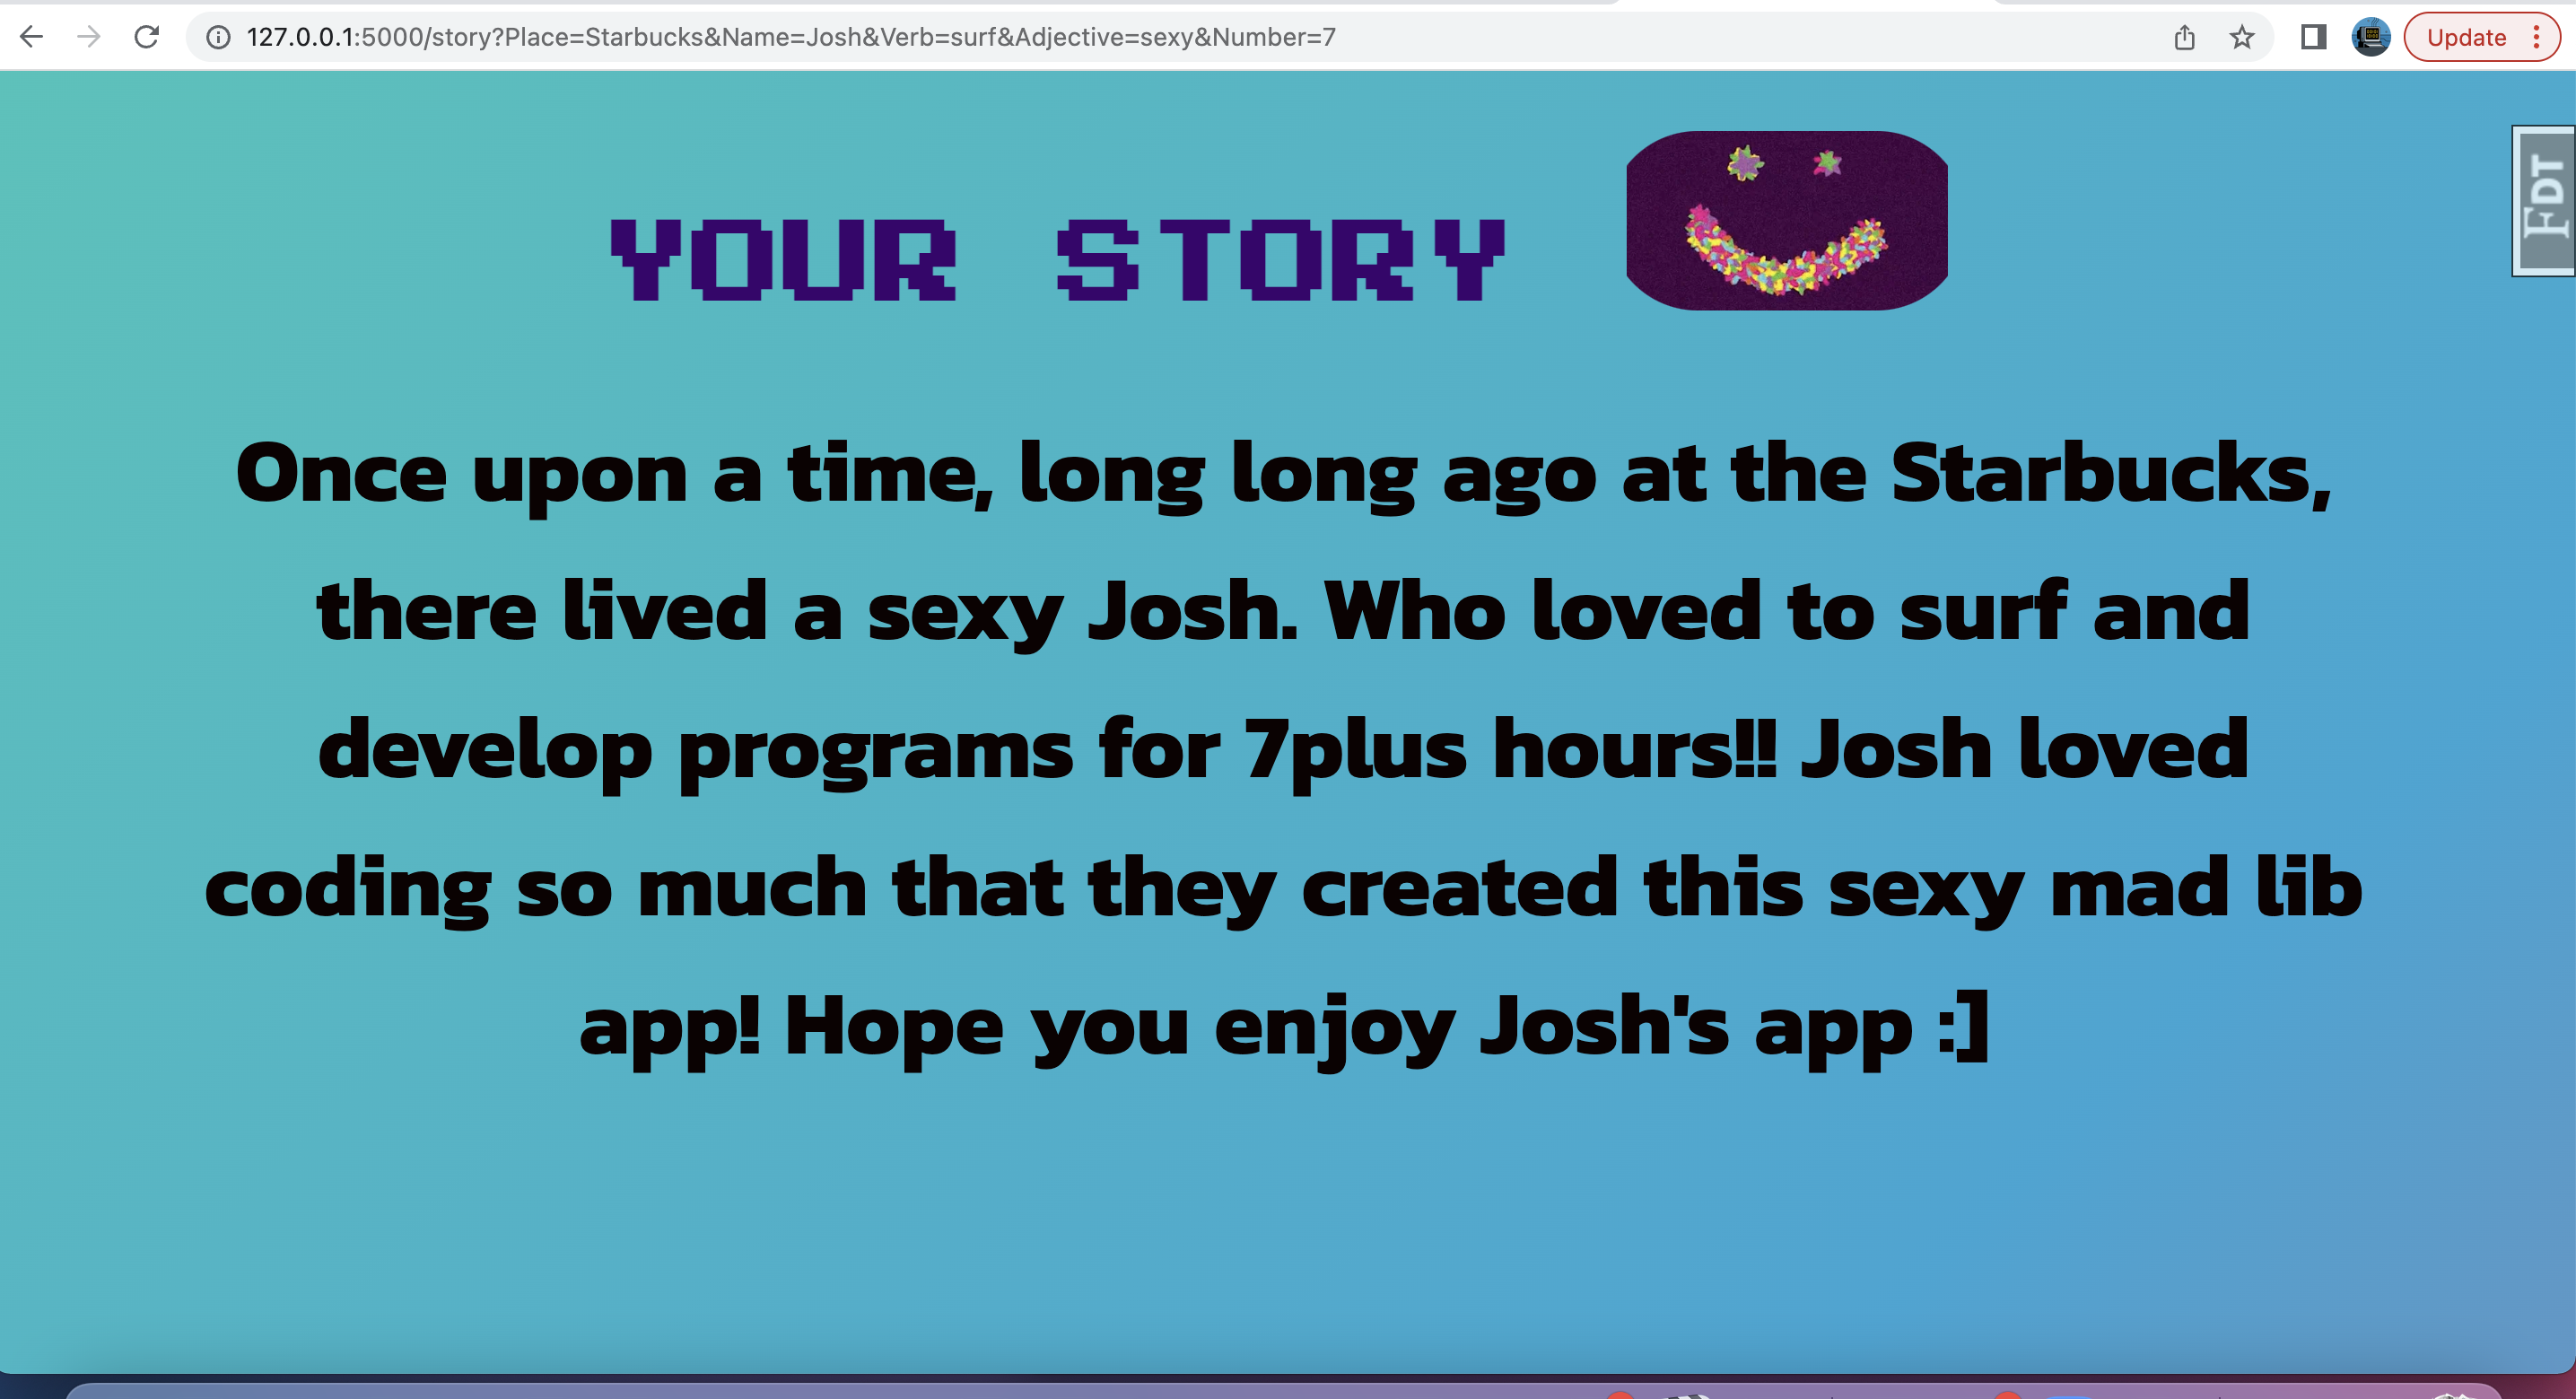 127.0.0.1:5000/story?Place=Starbucks&Name=Josh&Verb=surf&Adjective=sexy&Number=7
Update
FDT
YOUR STORY
Once upon a time, long long ago at the Starbucks,
there lived a sexy Josh. Who loved to surf and
develop programs for 7plus hours!! Josh loved
coding so much that they created this sexy mad lib
app! Hope you enjoy Josh's app :]